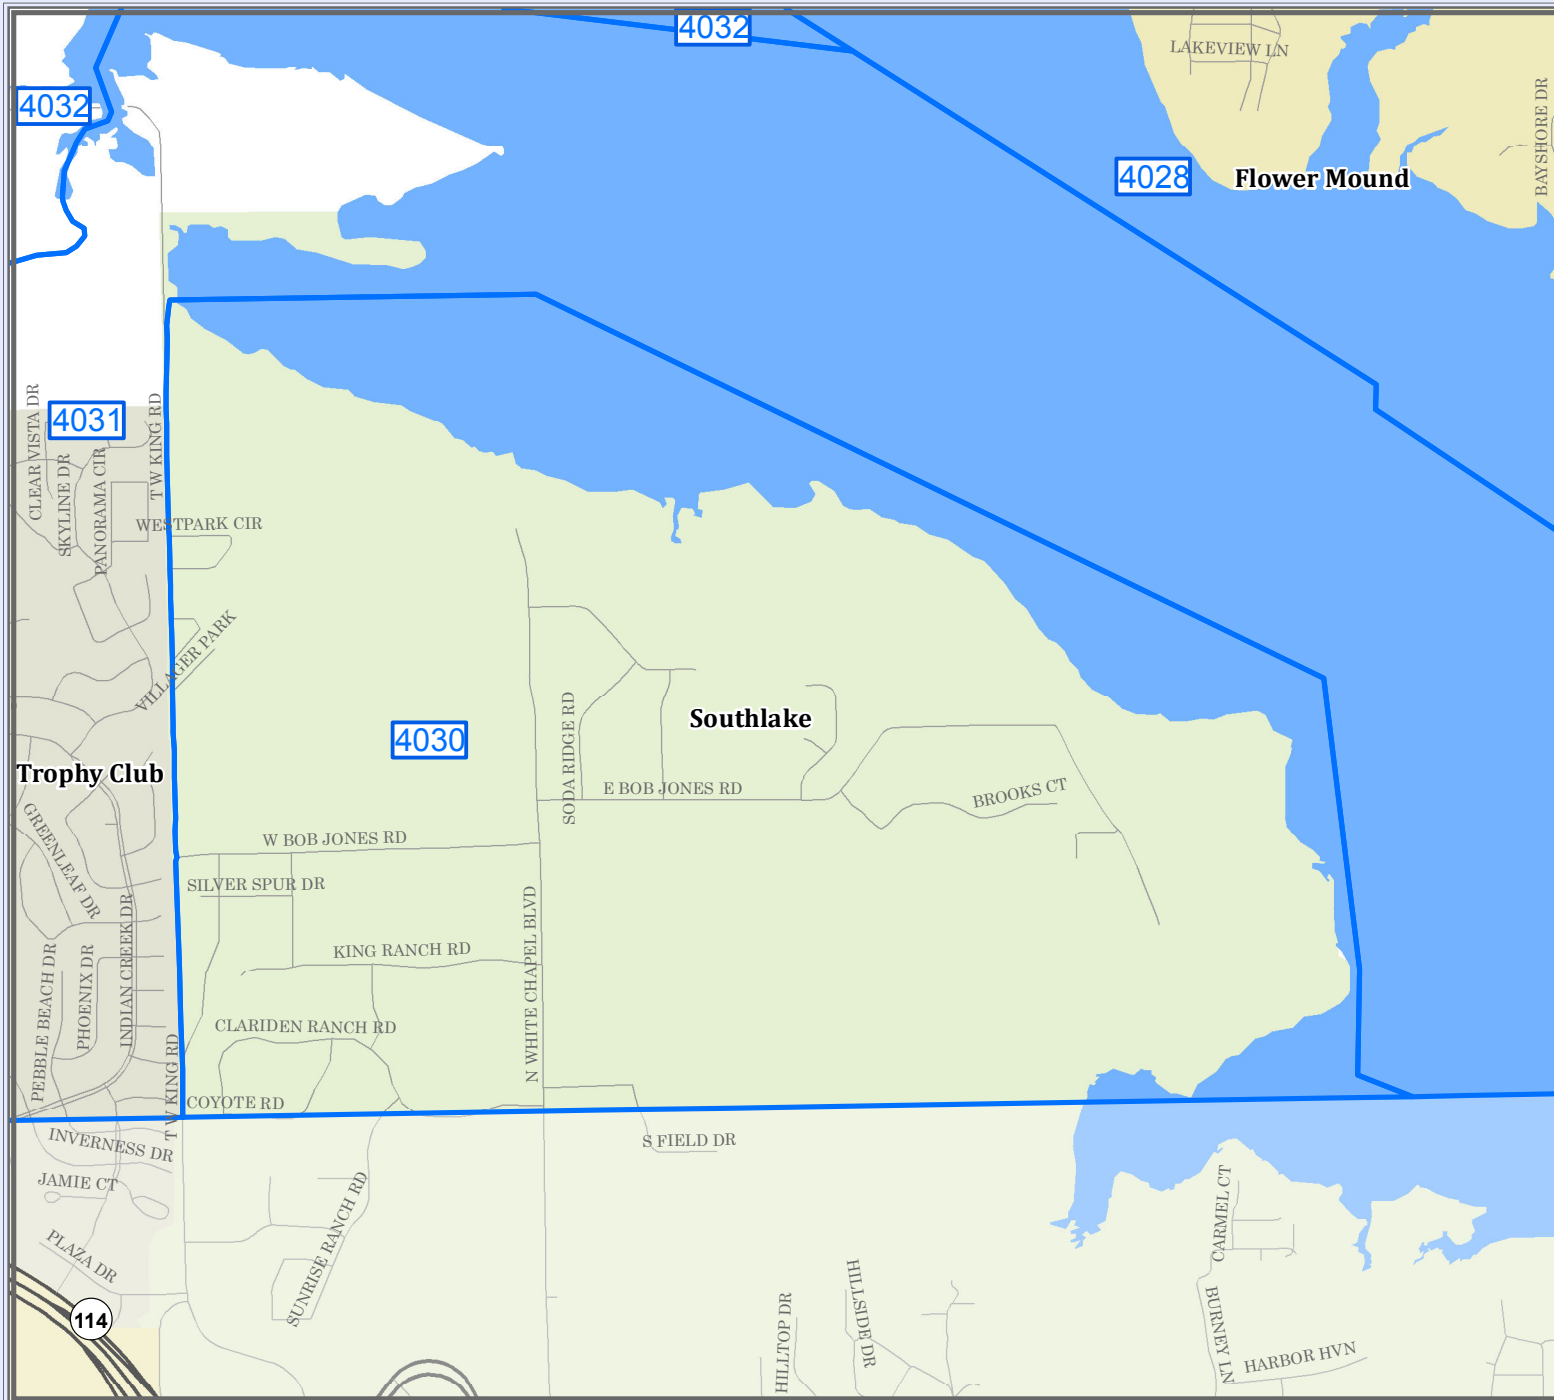 4032
LAKEVIEW LN
4032
BAYSHORE DR
4028
Flower Mound
4031
CLEAR VISTA DR
SKYLINE DR
PANORAMA CIR
T W KING RD
WESTPARK CIR
VILLAGER PARK
Southlake
4030
SODA RIDGE RD
Trophy Club
E BOB JONES RD
BROOKS CT
GREENLEAF DR
W BOB JONES RD
SILVER SPUR DR
INDIAN CREEK DR
PEBBLE BEACH DR
PHOENIX DR
KING RANCH RD
N WHITE CHAPEL BLVD
CLARIDEN RANCH RD
T W KING RD
COYOTE RD
INVERNESS DR
S FIELD DR
JAMIE CT
CARMEL CT
PLAZA DR
SUNRISE RANCH RD
HILLSIDE DR
HILLTOP DR
BURNEY LN
114
HARBOR HVN